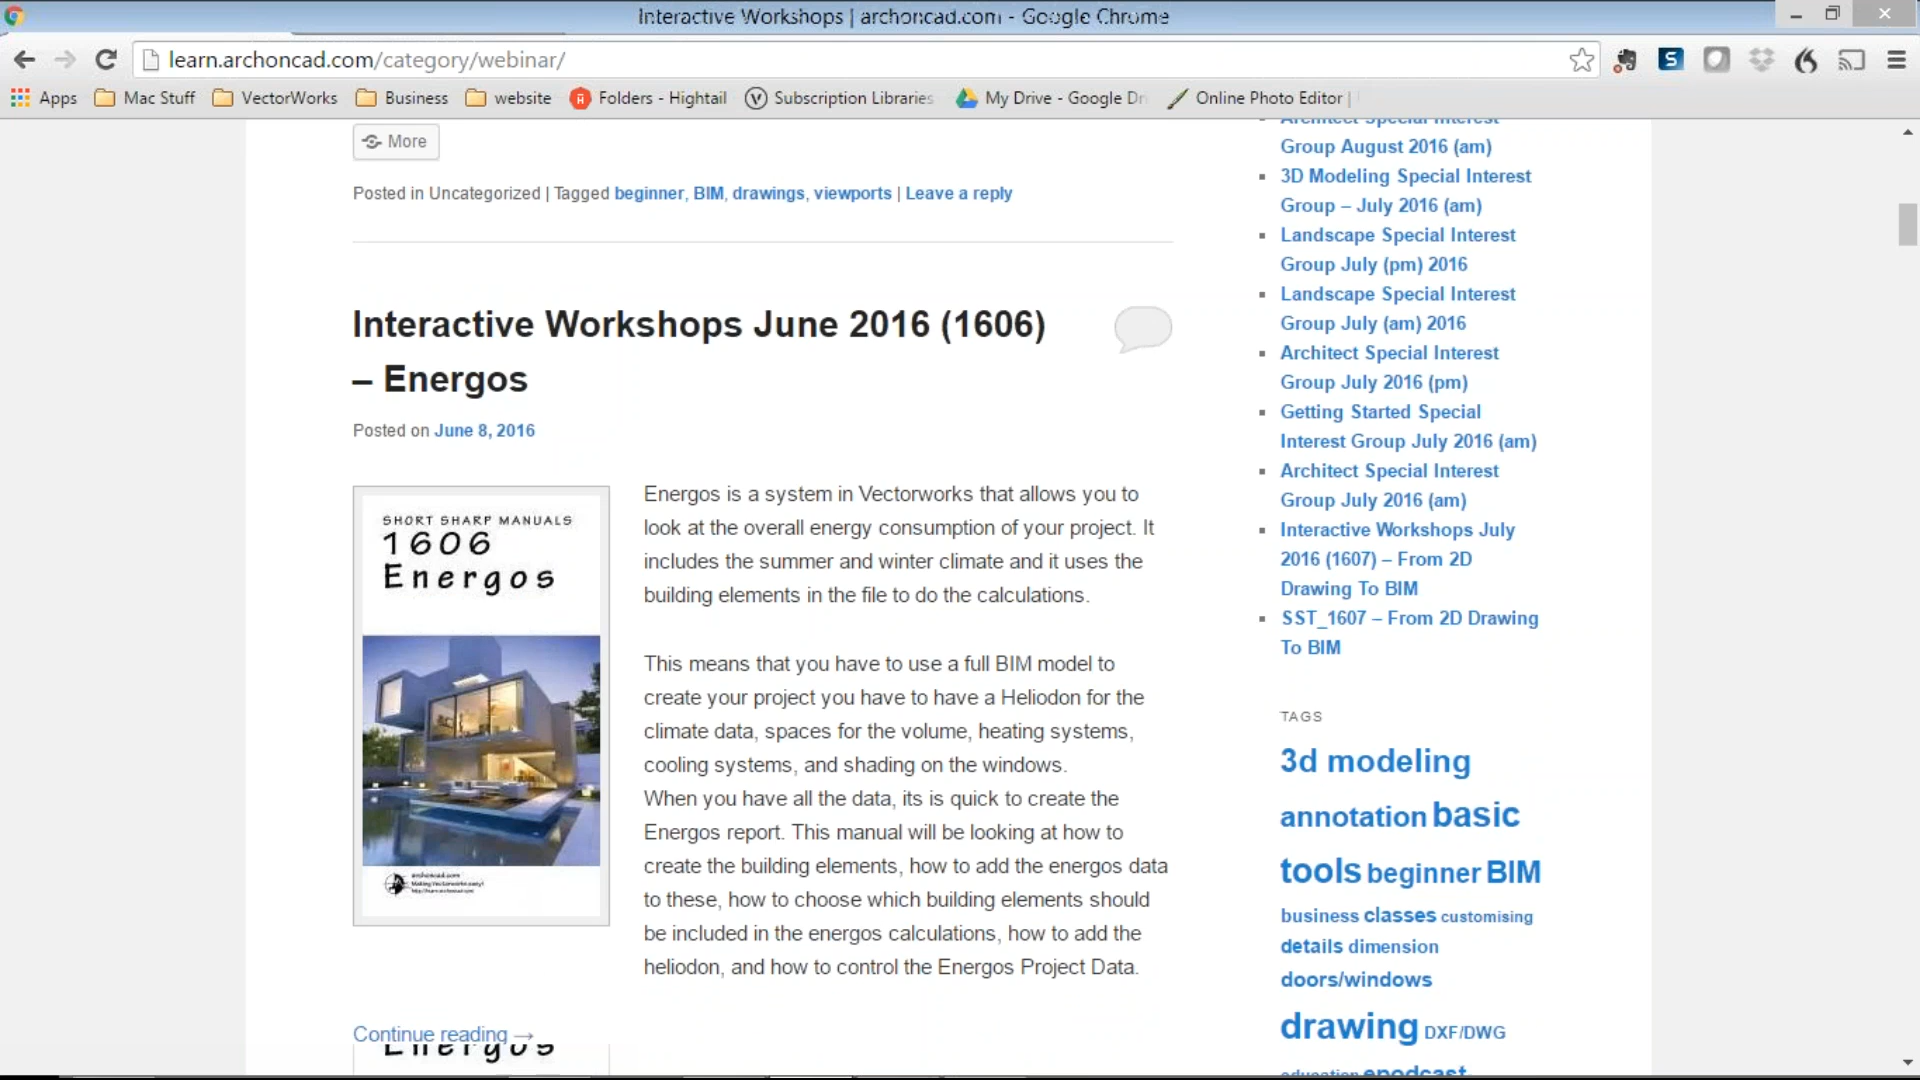 Interactive Workshops | archoncad.com - Google Chrome
learn.archoncad.com/category/webinar/
Apps
Mac Stuff
VectorWorks
Business
website
Folders - Hightail
Subscription Libraries
My Drive - Google Dri
Online Photo Editor |
More
Posted in Uncategorized | Tagged beginner, BIM, drawings, viewports | Leave a reply
Interactive Workshops June 2016 (1606)
– Energos
Posted on June 8, 2016
SHORT SHARP MANUALS
1606
Energos
archoncad.com
Making Vectorworks easy!
Energos is a system in Vectorworks that allows you to
look at the overall energy consumption of your project. It
includes the summer and winter climate and it uses the
building elements in the file to do the calculations.
This means that you have to use a full BIM model to
create your project you have to have a Heliodon for the
climate data, spaces for the volume, heating systems,
cooling systems, and shading on the windows.
When you have all the data, its is quick to create the
Energos report. This manual will be looking at how to
create the building elements, how to add the energos data
to these, how to choose which building elements should
be included in the energos calculations, how to add the
heliodon, and how to control the Energos Project Data.
Continue reading →
Energos
Architect Special Interest
Group August 2016 (am)
3D Modeling Special Interest
Group – July 2016 (am)
Landscape Special Interest
Group July (pm) 2016
Landscape Special Interest
Group July (am) 2016
Architect Special Interest
Group July 2016 (pm)
Getting Started Special
Interest Group July 2016 (am)
Architect Special Interest
Group July 2016 (am)
Interactive Workshops July
2016 (1607) – From 2D
Drawing To BIM
SST_1607 – From 2D Drawing
To BIM
TAGS
3d modeling
annotation basic
tools beginner BIM
business classes customising
details dimension
doors/windows
drawing DXF/DWG
education epodcast